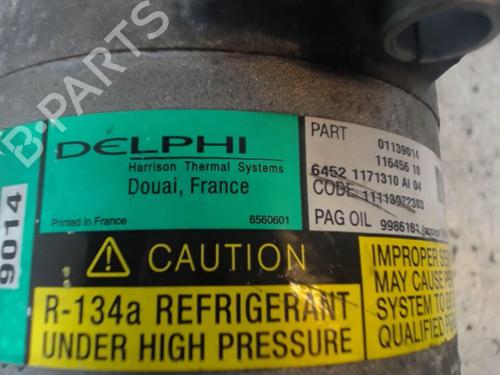 DELPHI
Harrison Thermal Systems
Douai, France
Printed in France
6560601
PART 01139014
116456 10
6452 1171310 AI 04
CODE
PAG OIL
9014
CAUTION
R-134a REFRIGERANT
UNDER HIGH PRESSURE
IMPROPER
MAY CAUSE
SYSTEM TO
QUALIFIED
B-PARTS